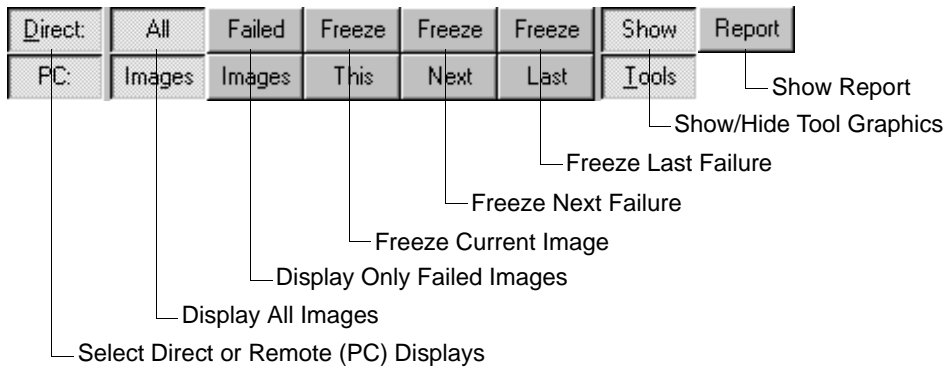 Direct: All Failed Freeze Freeze Freeze Show Report
PC: Images Images This Next Last Tools
Show Report
Show/Hide Tool Graphics
Freeze Last Failure
Freeze Next Failure
Freeze Current Image
Display Only Failed Images
Display All Images
Select Direct or Remote (PC) Displays